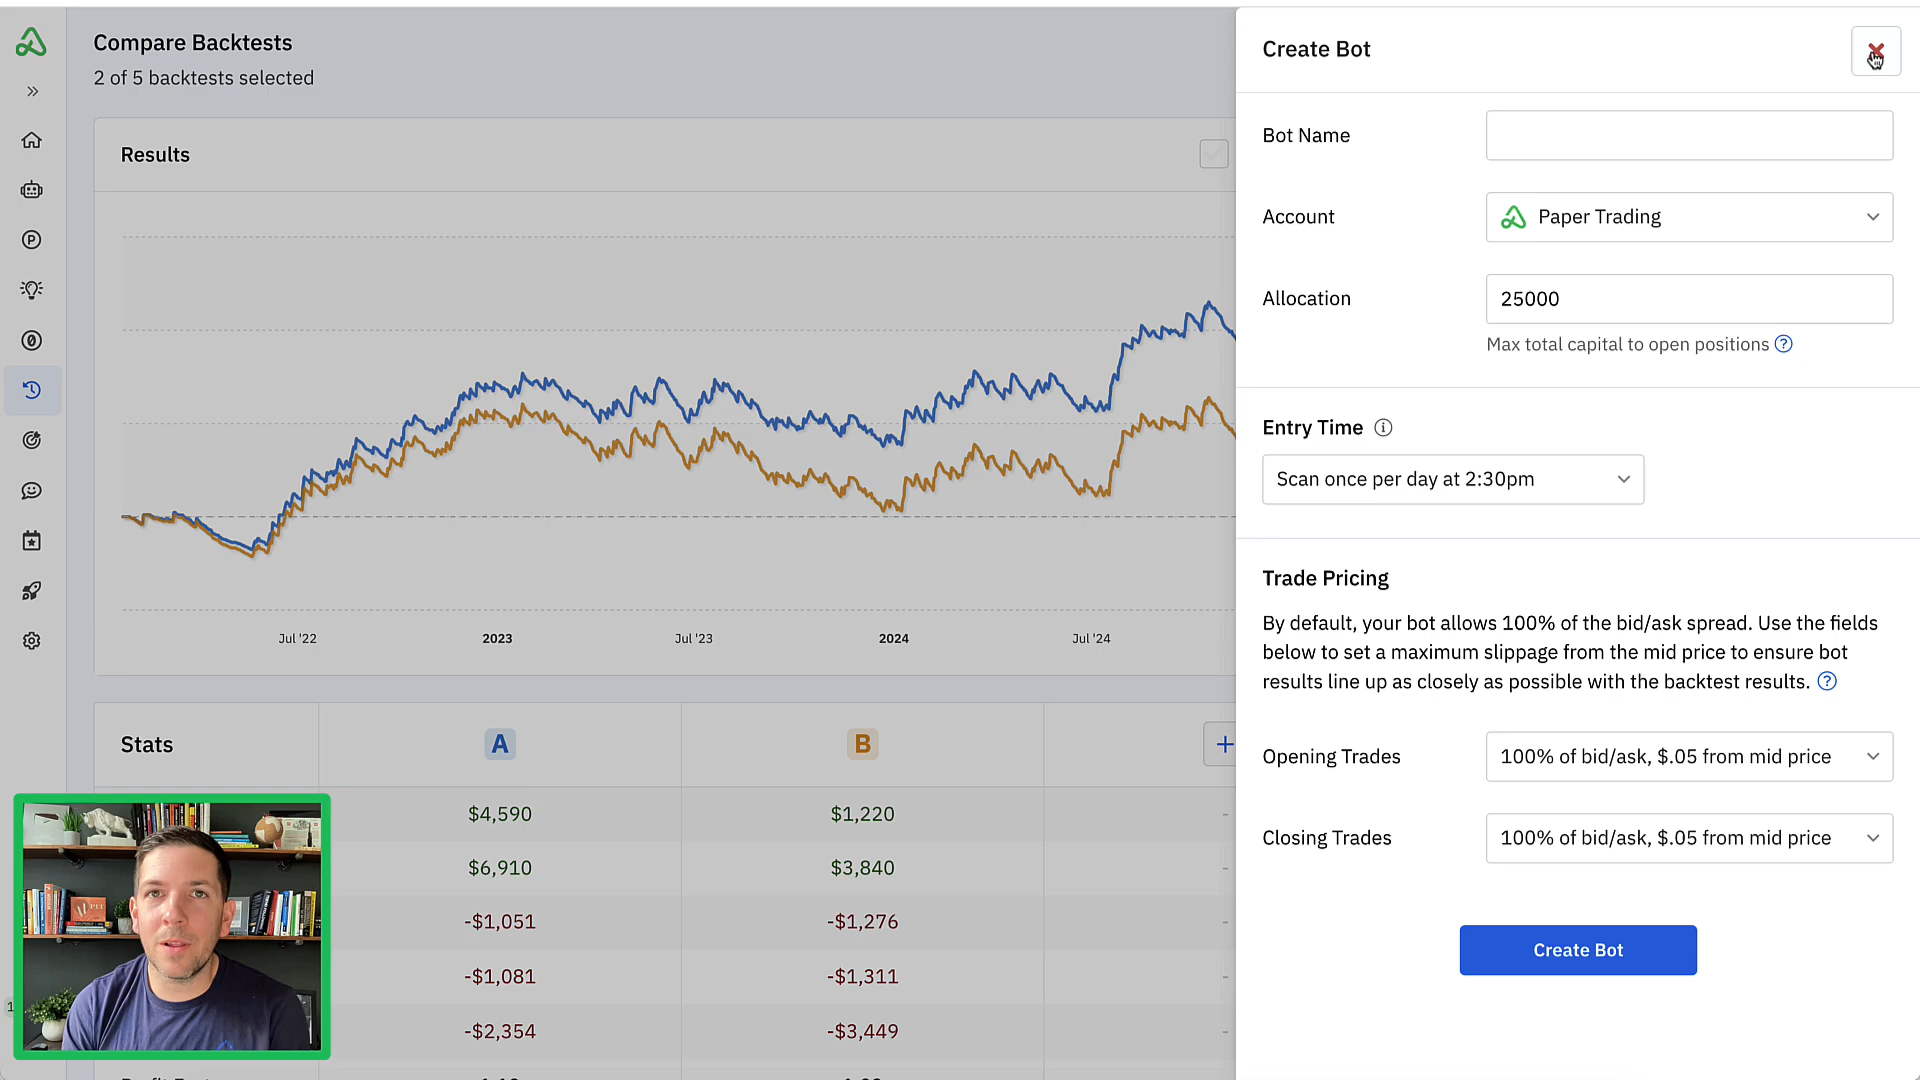 Compare Backtests
2 of 5 backtests selected
Results
Jul '22
2023
Jul '23
2024
Jul '24
Stats
A
B
$4,590
$1,220
-
$6,910
$3,840
-
-$1,051
-$1,276
-
-$1,081
-$1,311
-
-$2,354
-$3,449
-
Create Bot
Bot Name
Account
Paper Trading
Allocation
25000
Max total capital to open positions
Entry Time
Scan once per day at 2:30pm
Trade Pricing
By default, your bot allows 100% of the bid/ask spread. Use the fields
below to set a maximum slippage from the mid price to ensure bot
results line up as closely as possible with the backtest results.
Opening Trades
100% of bid/ask, $.05 from mid price
Closing Trades
100% of bid/ask, $.05 from mid price
Create Bot